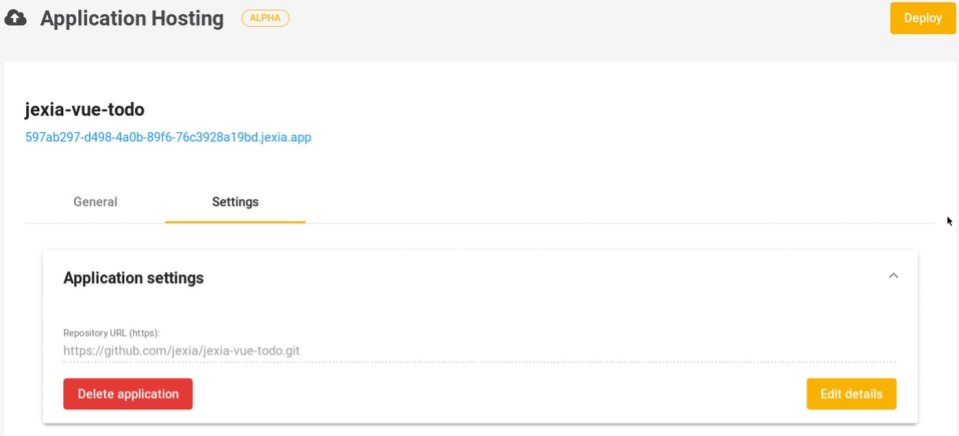 Application Hosting ALPHA Deploy
jexia-vue-todo
597ab297-d498-4a0b-89f6-76c3928a19bd.jexia.app
General Settings
Application settings
Repository URL (https):
https://github.com/jexia/jexia-vue-todo.git
Delete application Edit details